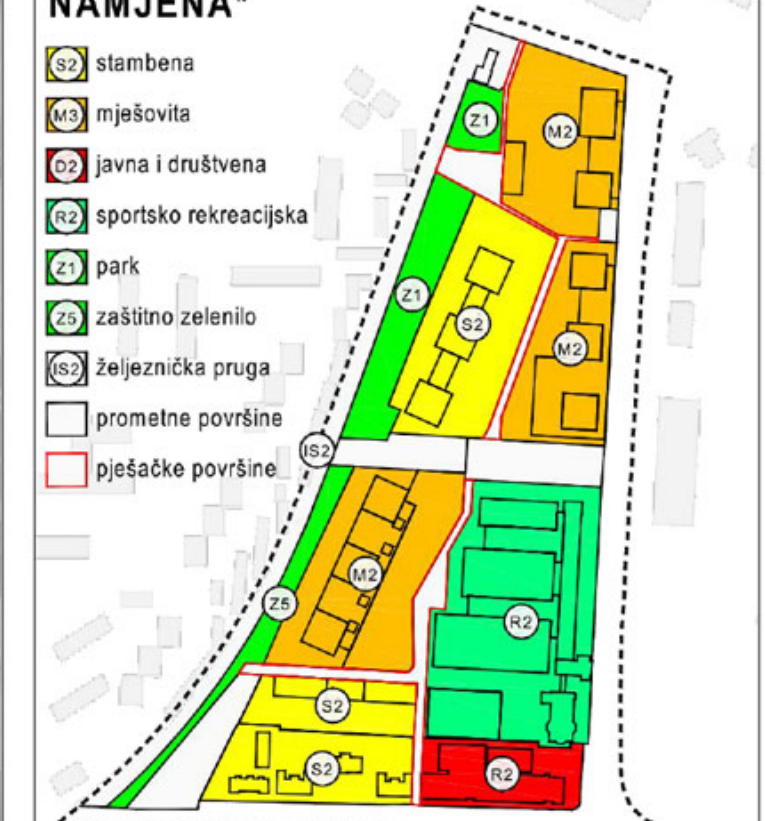 NAMJENA*
S2 stambena
M3 mješovita
D2 javna i društvena
R2 sportsko rekreacijska
Z1 park
Z5 zaštitno zelenilo
IS2 željeznička pruga
prometne površine
pješačke površine
Z1
M2
Z1
S2
M2
IS2
M2
Z5
R2
S2
S2
R2